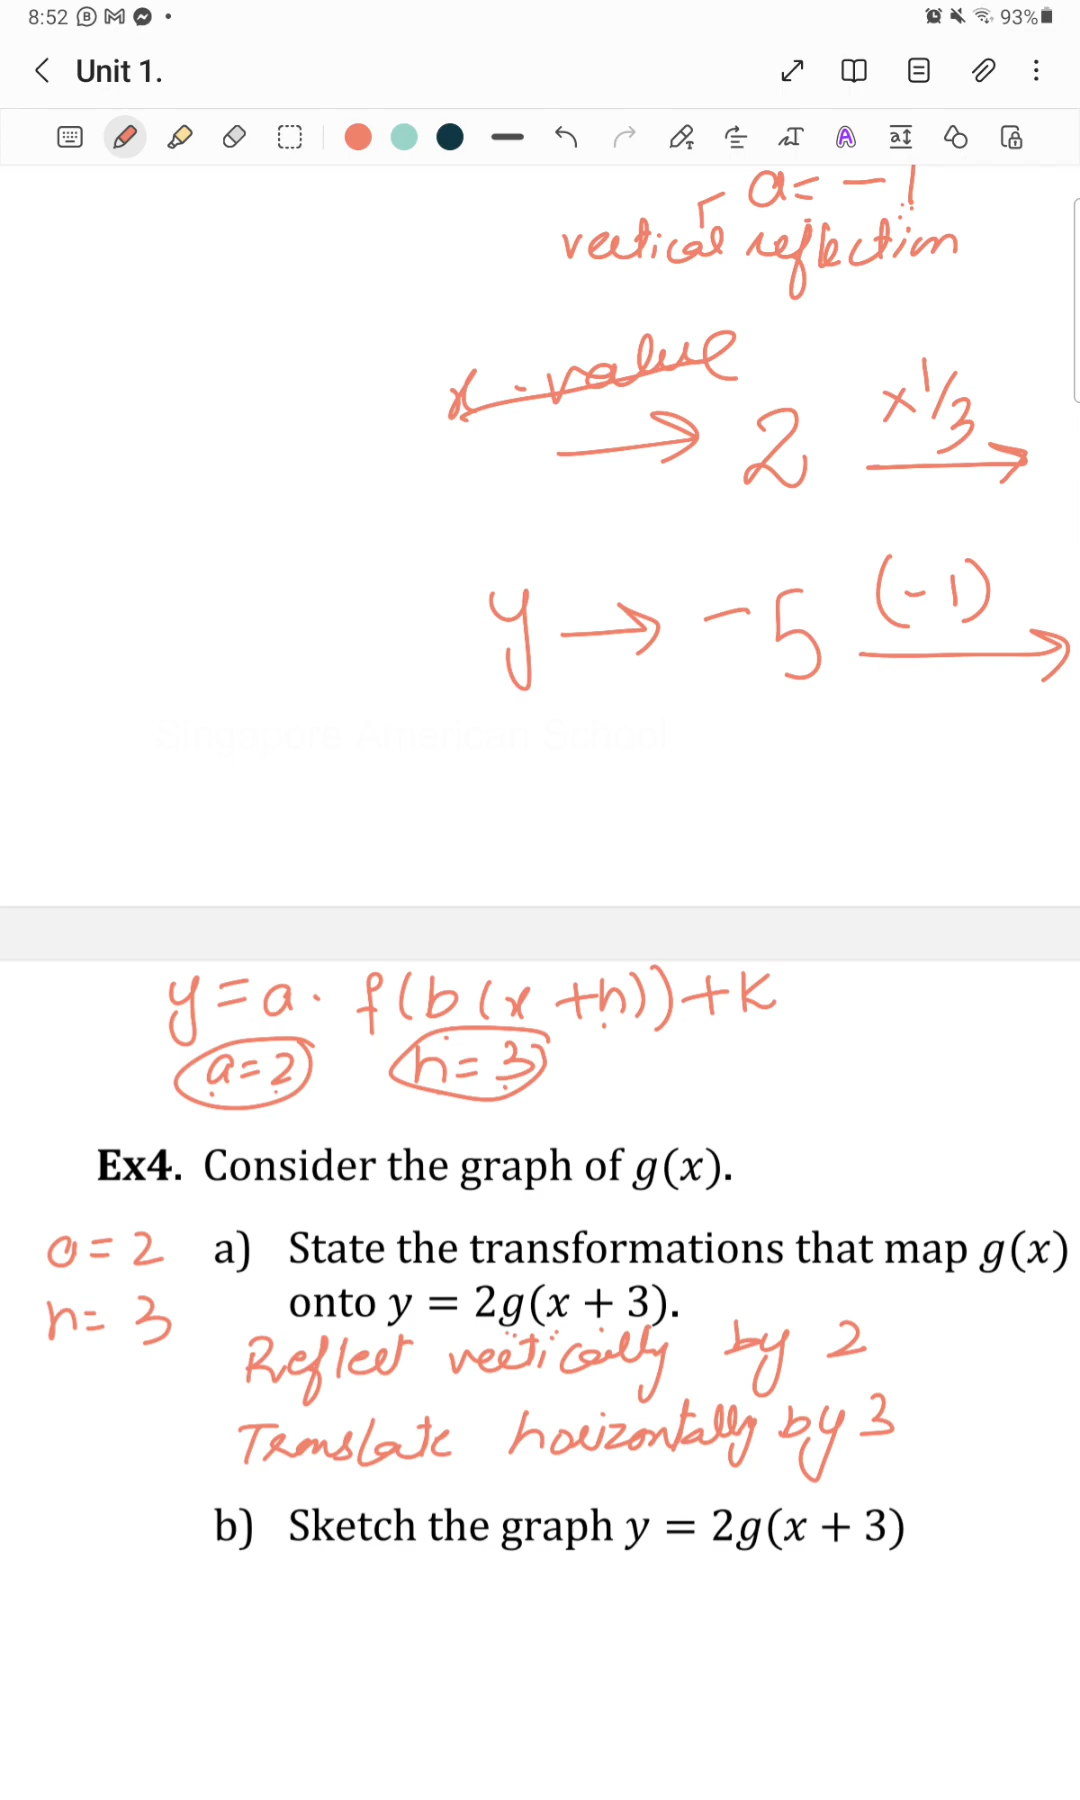 8:52
93%
Unit 1.
a = -1
vertical reflection
x-value
→ 2 x 1/3 →
y → -5 (-1) →
Singapore American School
y = a. f(b(x+h))+k
a=2 h=3
Ex4. Consider the graph of g(x).
a = 2 a) State the transformations that map g(x)
h= 3 onto y = 2g(x + 3).
Reflect vertically by 2
Translate horizontally by 3
b) Sketch the graph y = 2g(x + 3)